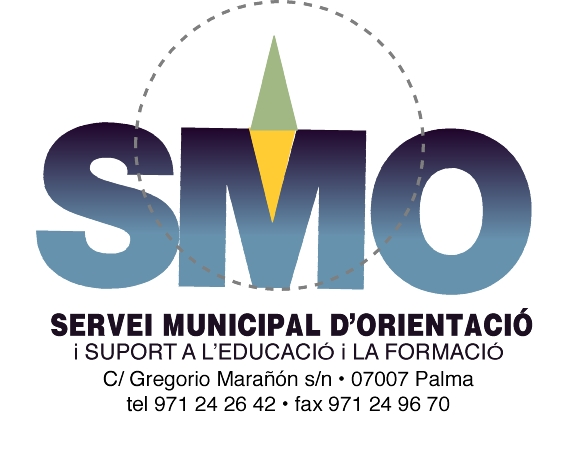 SMO
SERVEI MUNICIPAL D'ORIENTACIÓ
i SUPORT A L'EDUCACIÓ i LA FORMACIÓ
C/ Gregorio Marañón s/n • 07007 Palma
tel 971 24 26 42 • fax 971 24 96 70